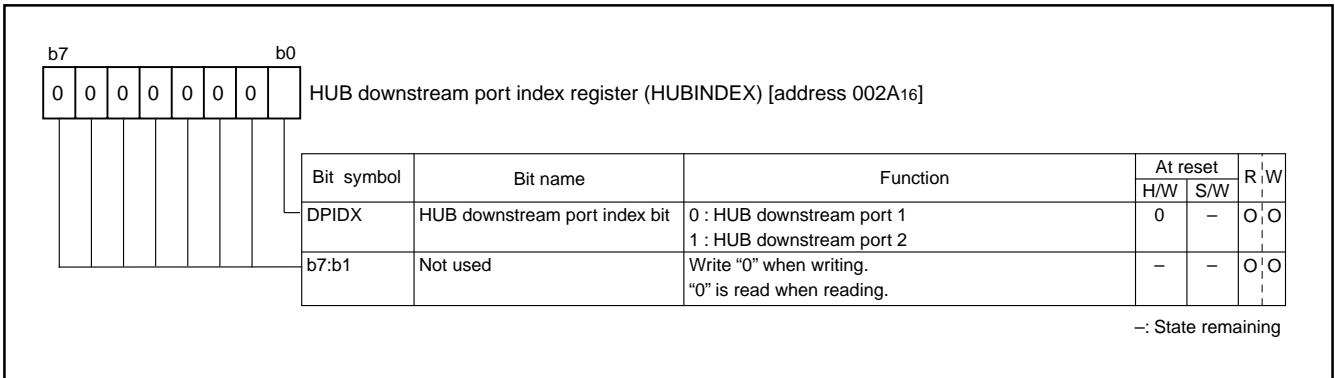 b7 b0
0 0 0 0 0 0 0 HUB downstream port index register (HUBINDEX) [address 002A16]
Bit symbol Bit name Function At reset R W
H/W S/W
DPIDX HUB downstream port index bit 0 : HUB downstream port 1 0 – O O
1 : HUB downstream port 2
b7:b1 Not used Write “0” when writing. – – O O
“0” is read when reading.
–: State remaining